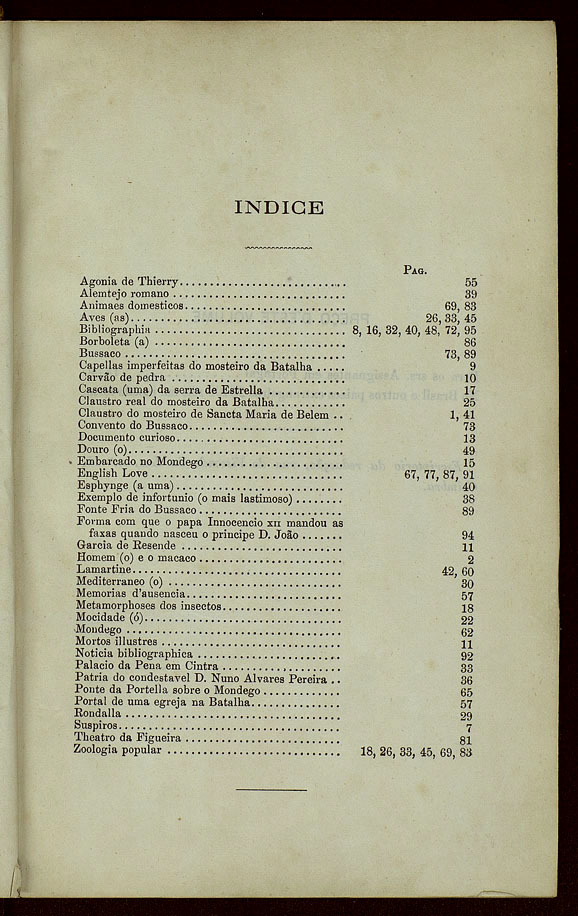 INDICE
PAG.
Agonia de Thierry........................... 55
Alemtejo romano ............................ 39
Animaes domesticos.......................... 69, 83
Aves (as)................................... 26, 33, 45
Bibliographia .............................. 8, 16, 32, 40, 48, 72, 95
Borboleta (a) .............................. 86
Bussaco .................................... 73, 89
Capellas imperfeitas do mosteiro da Batalha .... 9
Carvão de pedra ............................ 10
Cascata (uma) da serra de Estrella ............ 17
Claustro real do mosteiro da Batalha............ 25
Claustro do mosteiro de Sancta Maria de Belem .. 1, 41
Convento do Bussaco......................... 73
Documento curioso........................... 13
Douro (o)................................... 49
Embarcado no Mondego ....................... 15
English Love ............................... 67, 77, 87, 91
Esphynge (a uma)............................ 40
Exemplo de infortunio (o mais lastimoso) ........ 38
Fonte Fria do Bussaco ....................... 89
Forma com que o papa Innocencio XII mandou as
faxas quando nasceu o principe D. João ....... 94
Garcia de Resende .......................... 11
Homem (o) e o macaco ....................... 2
Lamartine................................... 42, 60
Mediterraneo (o) ........................... 30
Memorias d'ausencia......................... 57
Metamorphoses dos insectos................... 18
Mocidade (ó)................................ 22
Mondego .................................... 62
Mortos illustres ........................... 11
Noticia bibliographica ..................... 92
Palacio da Pena em Cintra ................... 33
Patria do condestavel D. Nuno Alvares Pereira .. 36
Ponte da Portella sobre o Mondego ............. 65
Portal de uma egreja na Batalha............... 57
Rondalla ................................... 29
Suspiros.................................... 7
Theatro da Figueira ........................ 81
Zoologia popular ........................... 18, 26, 33, 45, 69, 83